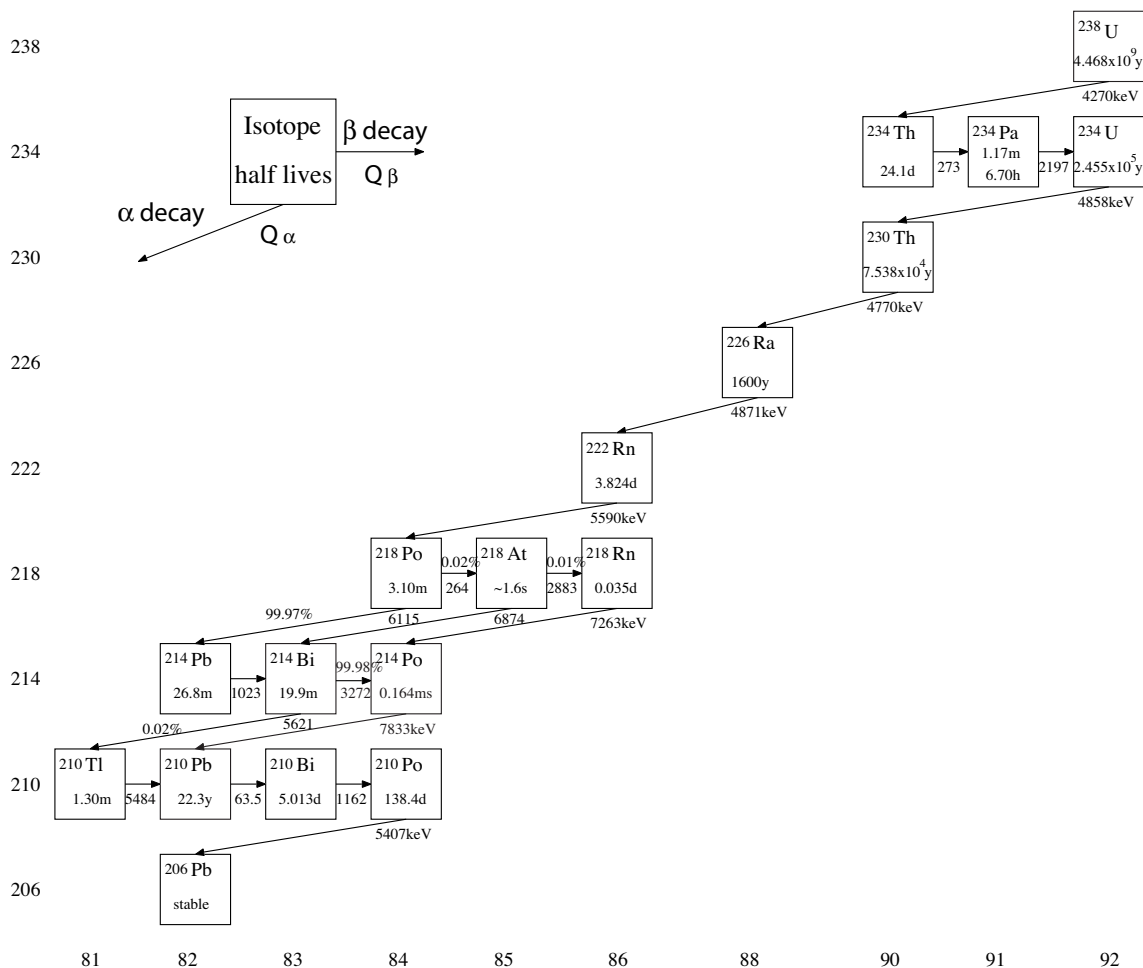 238
²³⁸U
4.468x10⁹y
4270keV
Isotope
half lives
β decay
Q β
α decay
Q α
234
²³⁴Th
24.1d
273
²³⁴Pa
1.17m
6.70h
2197
²³⁴U
2.455x10⁵y
4858keV
230
²³⁰Th
7.538x10⁴y
4770keV
226
²²⁶Ra
1600y
4871keV
222
²²²Rn
3.824d
5590keV
218
²¹⁸Po
3.10m
0.02%
264
²¹⁸At
~1.6s
0.01%
2883
²¹⁸Rn
0.035d
99.97%
6115
6874
7263keV
214
²¹⁴Pb
26.8m
1023
²¹⁴Bi
19.9m
99.98%
3272
²¹⁴Po
0.164ms
0.02%
5621
7833keV
210
²¹⁰Tl
1.30m
5484
²¹⁰Pb
22.3y
63.5
²¹⁰Bi
5.013d
1162
²¹⁰Po
138.4d
5407keV
206
²⁰⁶Pb
stable
81 82 83 84 85 86 88 90 91 92